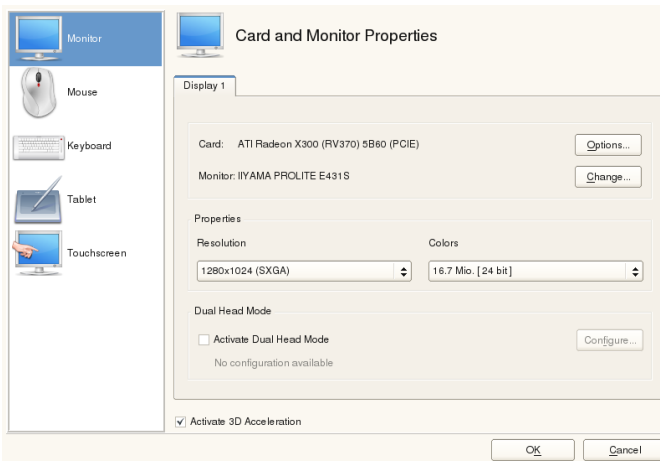 Monitor
Mouse
Keyboard
Tablet
Touchscreen
Card and Monitor Properties
Display 1
Card: ATI Radeon X300 (RV370) 5B60 (PCIE)
Options...
Monitor: IIYAMA PROLITE E431S
Change...
Properties
Resolution Colors
1280x1024 (SXGA) 16.7 Mio. [ 24 bit ]
Dual Head Mode
Activate Dual Head Mode
Configure...
No configuration available
Activate 3D Acceleration
OK Cancel